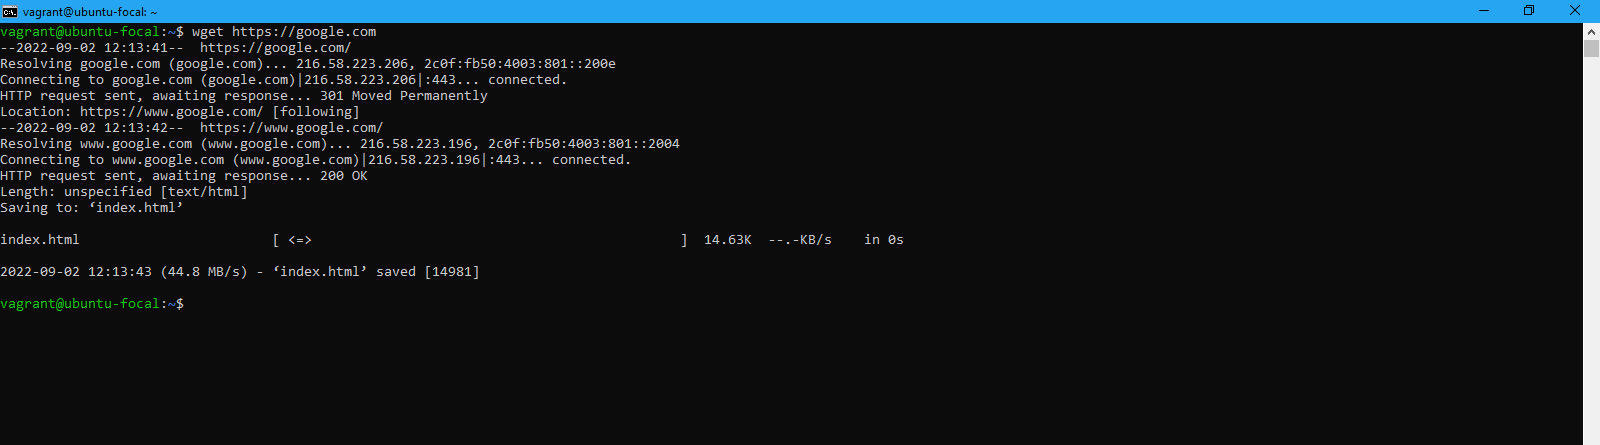 vagrant@ubuntu-focal: ~
vagrant@ubuntu-focal:~$ wget https://google.com
--2022-09-02 12:13:41--  https://google.com/
Resolving google.com (google.com)... 216.58.223.206, 2c0f:fb50:4003:801::200e
Connecting to google.com (google.com)|216.58.223.206|:443... connected.
HTTP request sent, awaiting response... 301 Moved Permanently
Location: https://www.google.com/ [following]
--2022-09-02 12:13:42--  https://www.google.com/
Resolving www.google.com (www.google.com)... 216.58.223.196, 2c0f:fb50:4003:801::2004
Connecting to www.google.com (www.google.com)|216.58.223.196|:443... connected.
HTTP request sent, awaiting response... 200 OK
Length: unspecified [text/html]
Saving to: ‘index.html’
index.html                        [ <=>                                              ]  14.63K  --.-KB/s    in 0s
2022-09-02 12:13:43 (44.8 MB/s) - ‘index.html’ saved [14981]
vagrant@ubuntu-focal:~$